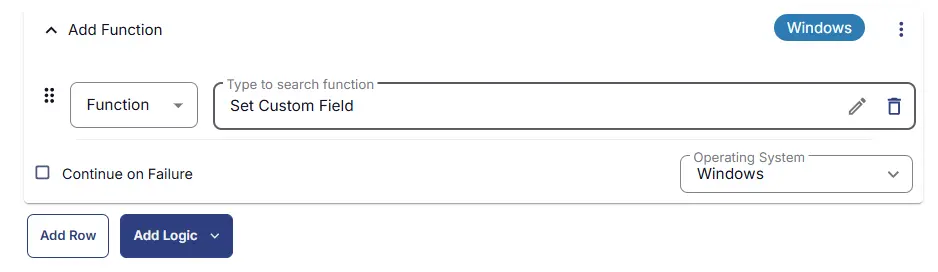 Add Function
Windows
Type to search function
Function
Set Custom Field
Continue on Failure
Operating System
Windows
Add Row
Add Logic